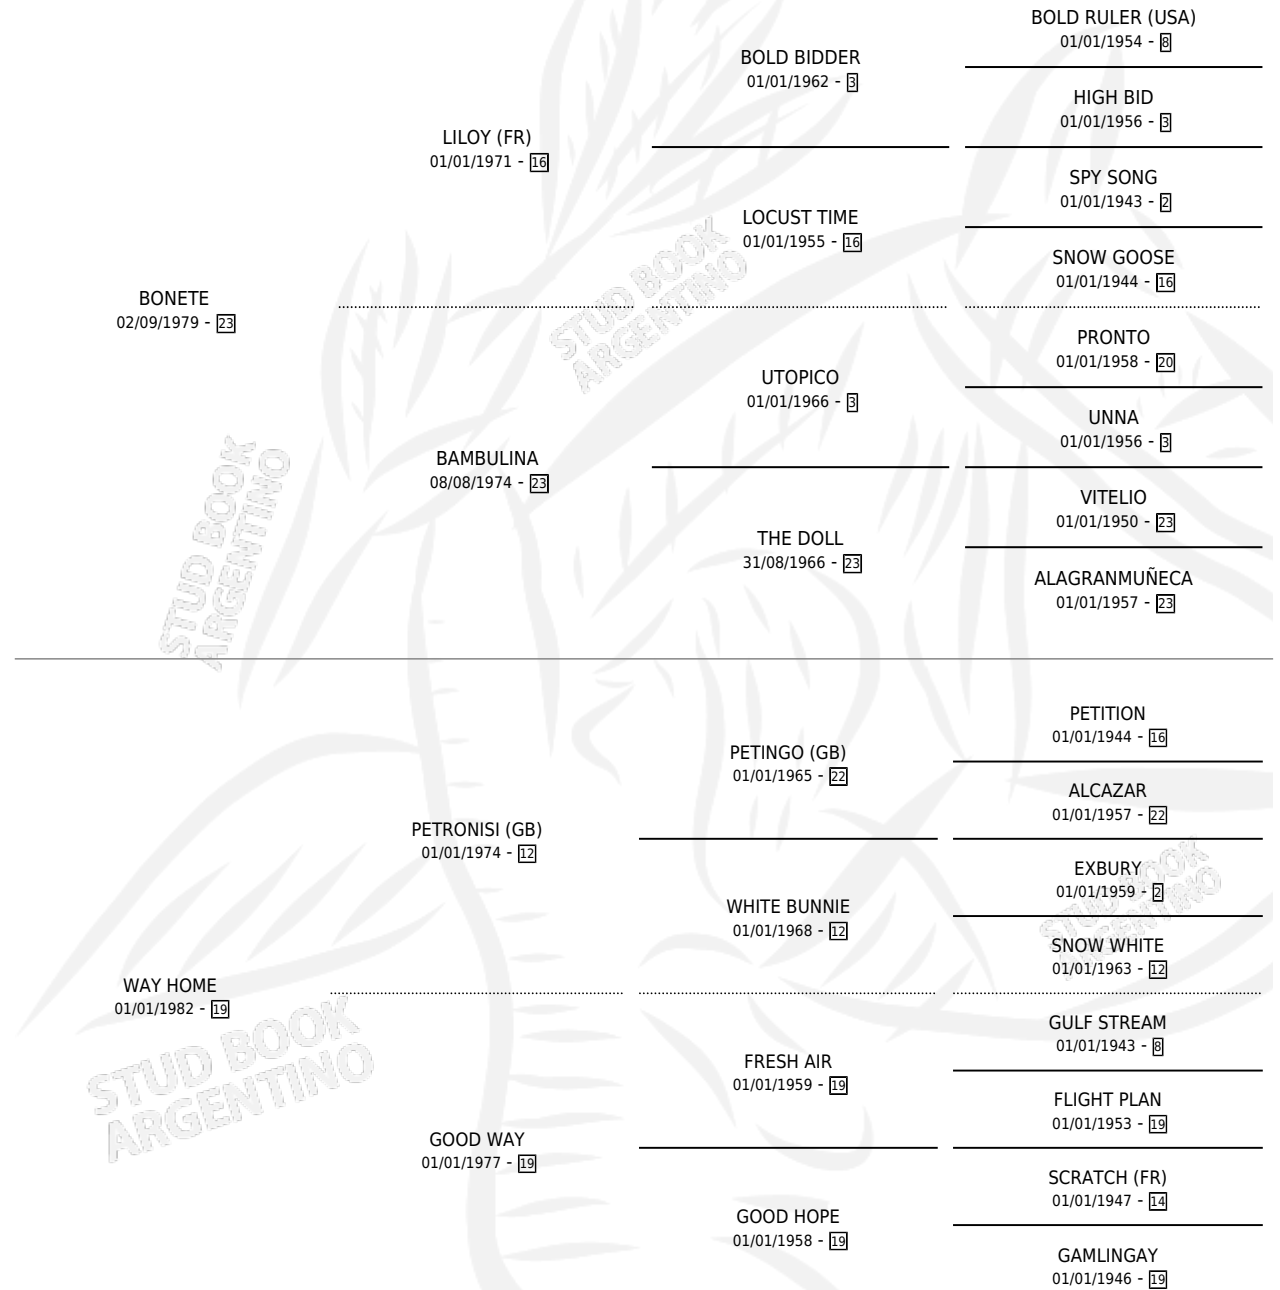 BOLD RULER (USA)
01/01/1954 - 8
BOLD BIDDER
01/01/1962 - 3
HIGH BID
01/01/1956 - 3
LILOY (FR)
01/01/1971 - 16
SPY SONG
01/01/1943 - 2
LOCUST TIME
01/01/1955 - 16
SNOW GOOSE
01/01/1944 - 16
BONETE
02/09/1979 - 23
PRONTO
01/01/1958 - 20
UTOPICO
01/01/1966 - 3
UNNA
01/01/1956 - 3
BAMBULINA
08/08/1974 - 23
VITELIO
01/01/1950 - 23
THE DOLL
31/08/1966 - 23
ALAGRANMUÑECA
01/01/1957 - 23
STUD BOOK
ARGENTINO
STUD BOOK
ARGENTINO
PETITION
01/01/1944 - 16
PETINGO (GB)
01/01/1965 - 22
ALCAZAR
01/01/1957 - 22
PETRONISI (GB)
01/01/1974 - 12
EXBURY
01/01/1959 - 2
WHITE BUNNIE
01/01/1968 - 12
SNOW WHITE
01/01/1963 - 12
WAY HOME
01/01/1982 - 19
GULF STREAM
01/01/1943 - 8
FRESH AIR
01/01/1959 - 19
FLIGHT PLAN
01/01/1953 - 19
GOOD WAY
01/01/1977 - 19
SCRATCH (FR)
01/01/1947 - 14
GOOD HOPE
01/01/1958 - 19
GAMLINGAY
01/01/1946 - 19
STUD BOOK
ARGENTINO
STUD BOOK
ARGENTINO